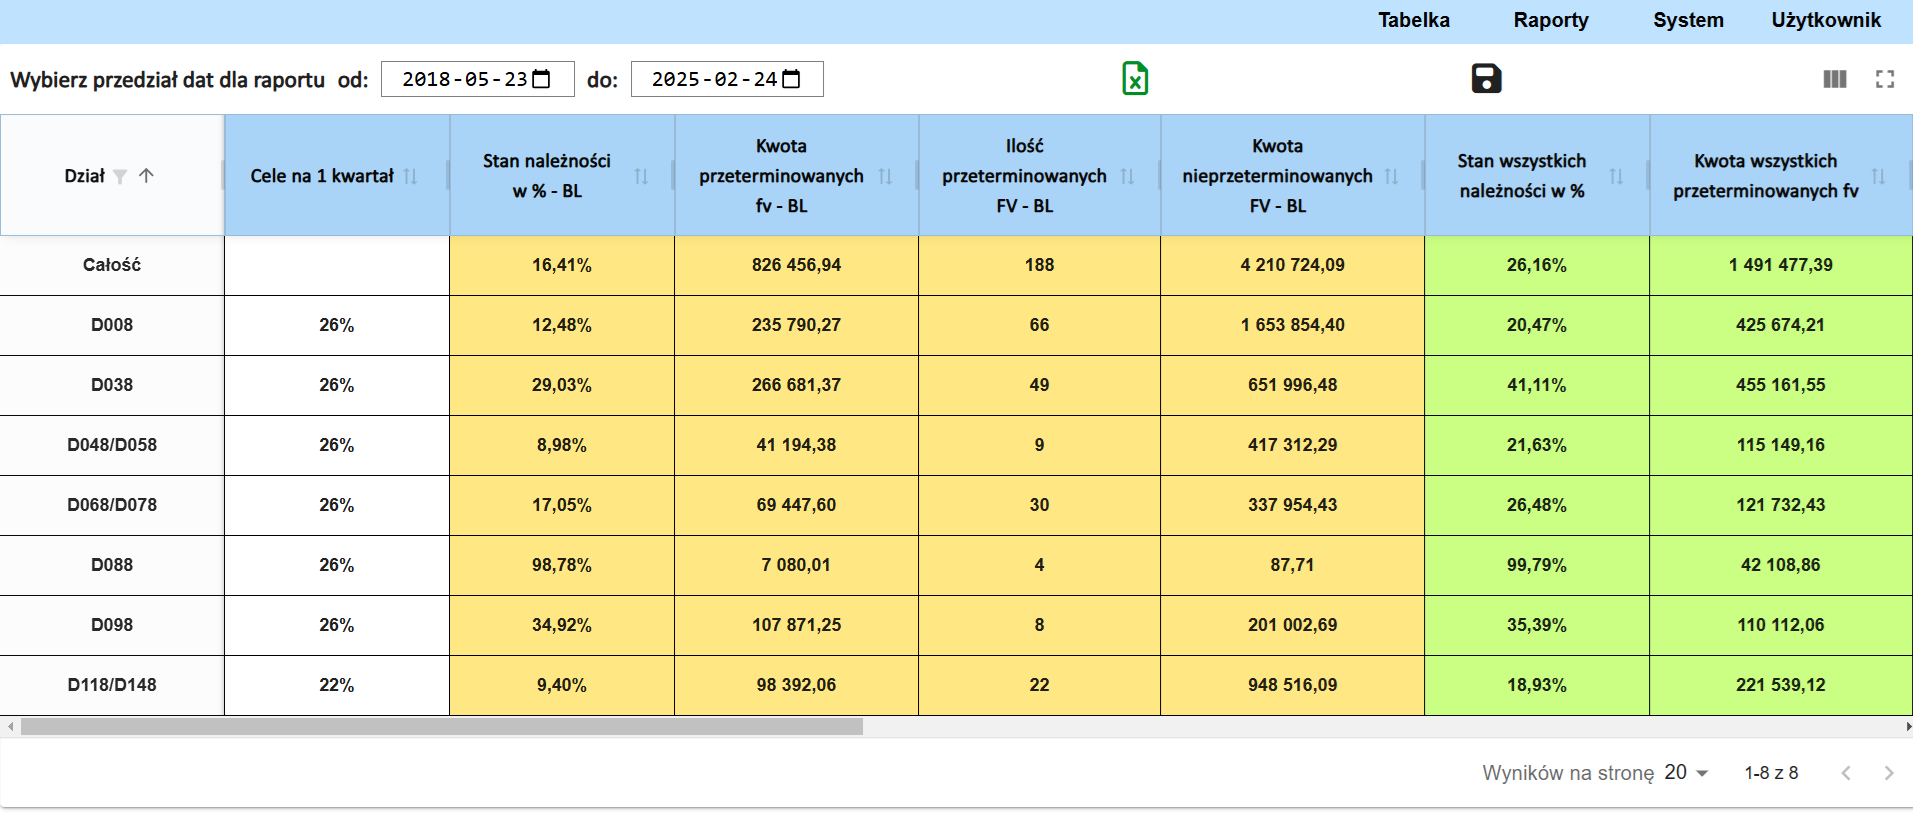 Tabelka Raporty System Użytkownik
Wybierz przedział dat dla raportu od: 2018-05-23 do: 2025-02-24
Dział
Cele na 1 kwartał
Stan należności
w % - BL
Kwota
przeterminowanych
fv - BL
Ilość
przeterminowanych
FV - BL
Kwota
nieprzeterminowanych
FV - BL
Stan wszystkich
należności w %
Kwota wszystkich
przeterminowanych fv
Całość 16,41% 826 456,94 188 4 210 724,09 26,16% 1 491 477,39
D008 26% 12,48% 235 790,27 66 1 653 854,40 20,47% 425 674,21
D038 26% 29,03% 266 681,37 49 651 996,48 41,11% 455 161,55
D048/D058 26% 8,98% 41 194,38 9 417 312,29 21,63% 115 149,16
D068/D078 26% 17,05% 69 447,60 30 337 954,43 26,48% 121 732,43
D088 26% 98,78% 7 080,01 4 87,71 99,79% 42 108,86
D098 26% 34,92% 107 871,25 8 201 002,69 35,39% 110 112,06
D118/D148 22% 9,40% 98 392,06 22 948 516,09 18,93% 221 539,12
Wyników na stronę 20 1-8 z 8